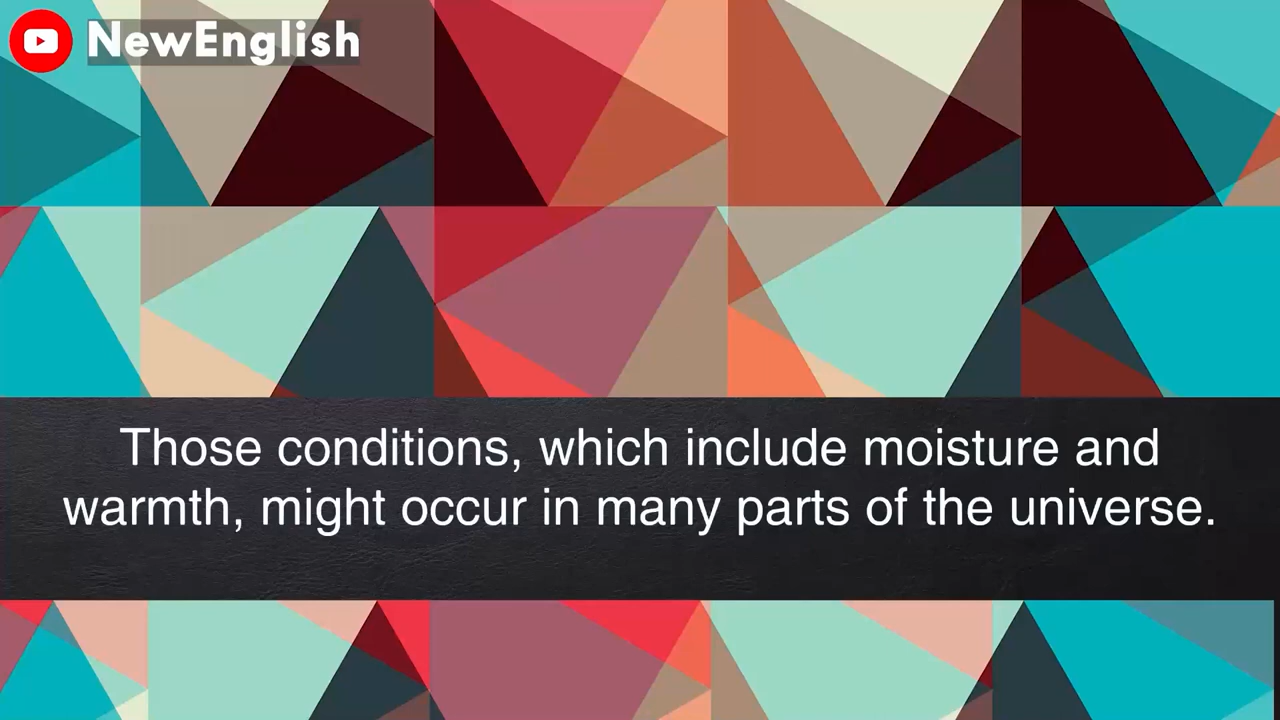 NewEnglish
Those conditions, which include moisture and
warmth, might occur in many parts of the universe.